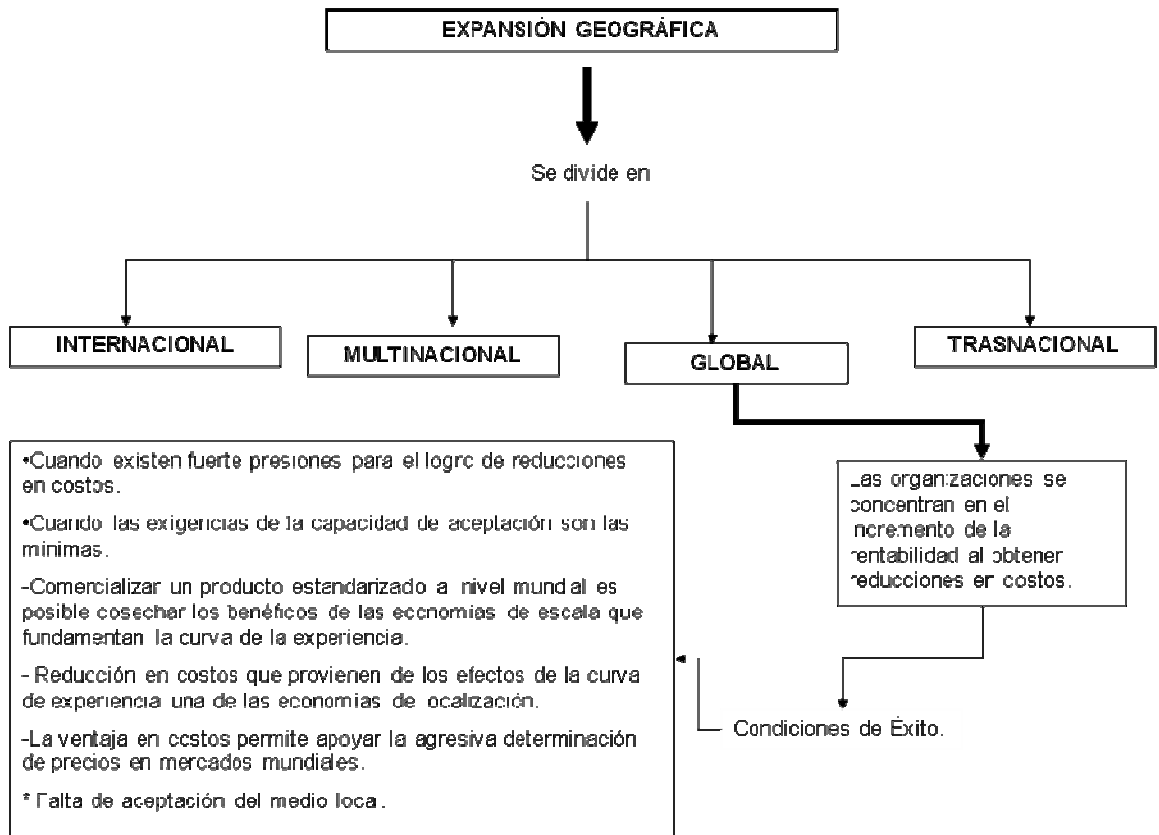 EXPANSIÓN GEOGRÁFICA
Se divide en
INTERNACIONAL
MULTINACIONAL
GLOBAL
TRASNACIONAL
•Cuando existen fuerte presiones para el logro de reducciones
en costos.
•Cuando las exigencias de la capacidad de aceptación son las
mínimas.
-Comercializar un producto estandarizado a nivel mundial es
posible cosechar los benéficos de las economías de escala que
fundamentan la curva de la experiencia.
- Reducción en costos que provienen de los efectos de la curva
de experiencia una de las economías de localización.
-La ventaja en costos permite apoyar la agresiva determinación
de precios en mercados mundiales.
* Falta de aceptación del medio local.
Las organizaciones se
concentran en el
incremento de la
rentabilidad al obtener
reducciones en costos.
Condiciones de Éxito.